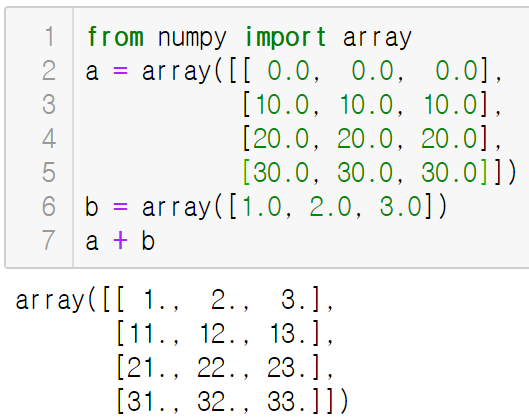 1 from numpy import array
2 a = array([[ 0.0,  0.0,  0.0],
3            [10.0, 10.0, 10.0],
4            [20.0, 20.0, 20.0],
5            [30.0, 30.0, 30.0]])
6 b = array([1.0, 2.0, 3.0])
7 a + b
array([[ 1.,  2.,  3.],
       [11., 12., 13.],
       [21., 22., 23.],
       [31., 32., 33.]])